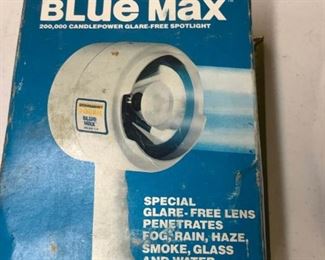 BLUE MAX
200,000 CANDLEPOWER GLARE-FREE SPOTLIGHT
BLUE
MAX
SPECIAL
GLARE-FREE LENS
PENETRATES
FOG, RAIN, HAZE,
SMOKE, GLASS
AND WATER